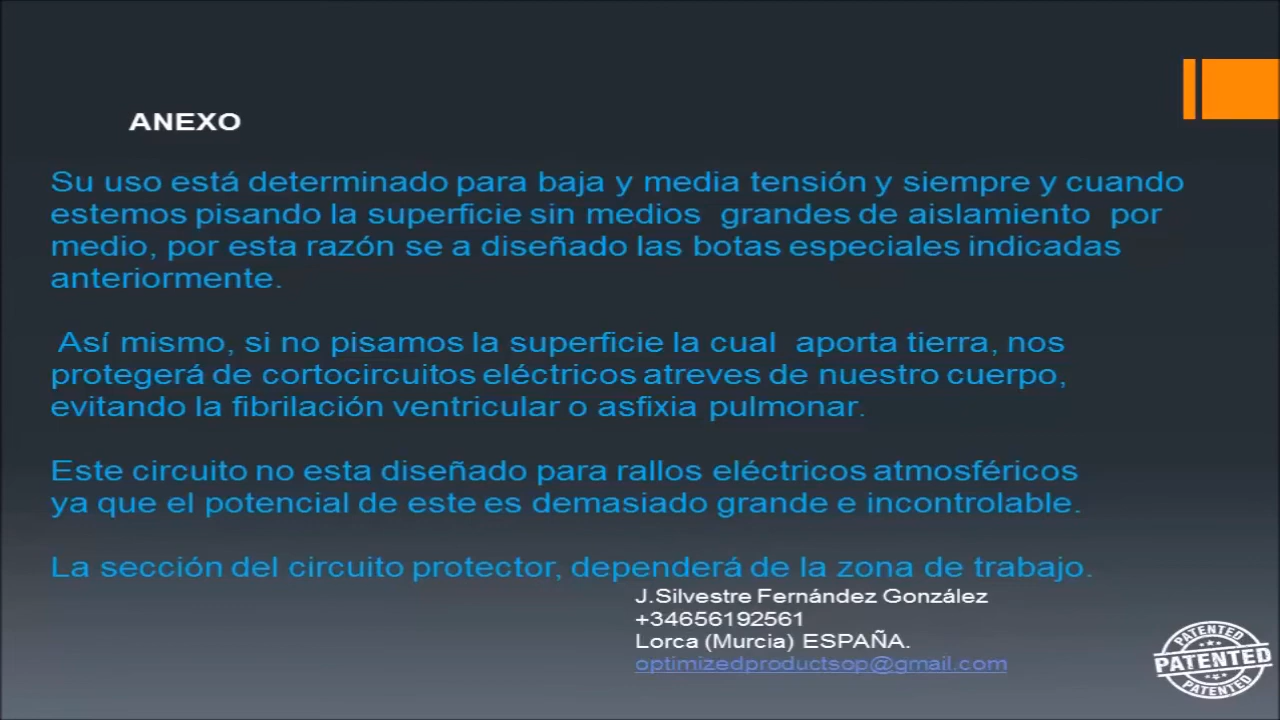 ANEXO
Su uso está determinado para baja y media tensión y siempre y cuando
estemos pisando la superficie sin medios grandes de aislamiento por
medio, por esta razón se a diseñado las botas especiales indicadas
anteriormente.
Así mismo, si no pisamos la superficie la cual aporta tierra, nos
protegerá de cortocircuitos eléctricos atreves de nuestro cuerpo,
evitando la fibrilación ventricular o asfixia pulmonar.
Este circuito no esta diseñado para rallos eléctricos atmosféricos
ya que el potencial de este es demasiado grande e incontrolable.
La sección del circuito protector, dependerá de la zona de trabajo.
J.Silvestre Fernández González
+34656192561
Lorca (Murcia) ESPAÑA.
optimizedproductsop@gmail.com
PATENTED
PATENTED
PATENTED